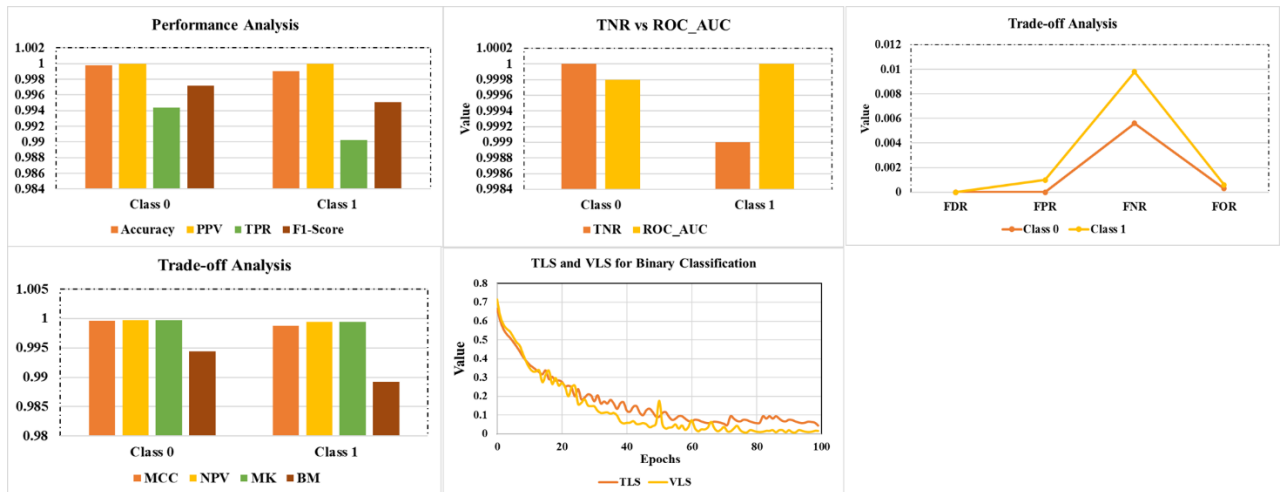 Performance Analysis
1.002
1
0.998
0.996
0.994
0.992
0.99
0.988
0.986
0.984
Class 0 Class 1
Accuracy PPV TPR F1-Score
TNR vs ROC_AUC
Value
1.0002
1
0.9998
0.9996
0.9994
0.9992
0.999
0.9988
0.9986
0.9984
Class 0 Class 1
TNR ROC_AUC
Trade-off Analysis
0.012
0.01
0.008
0.006
0.004
0.002
0
FDR FPR FNR FOR
Class 0 Class 1
Trade-off Analysis
1.005
1
0.995
0.99
0.985
0.98
Class 0 Class 1
MCC NPV MK BM
TLS and VLS for Binary Classification
Value
0.8
0.7
0.6
0.5
0.4
0.3
0.2
0.1
0
0 20 40 60 80 100
Epochs
TLS VLS